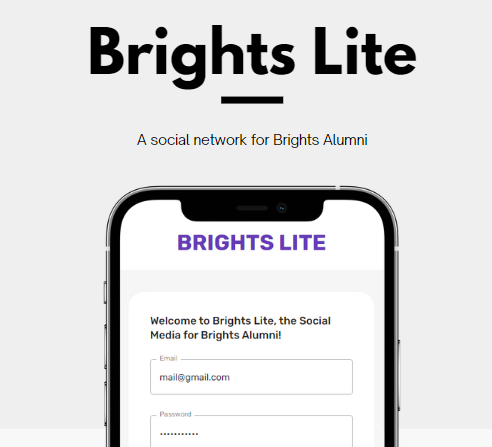 Brights Lite
A social network for Brights Alumni
BRIGHTS LITE
Welcome to Brights Lite, the Social
Media for Brights Alumni!
Email
mail@gmail.com
Password
•••••••••••